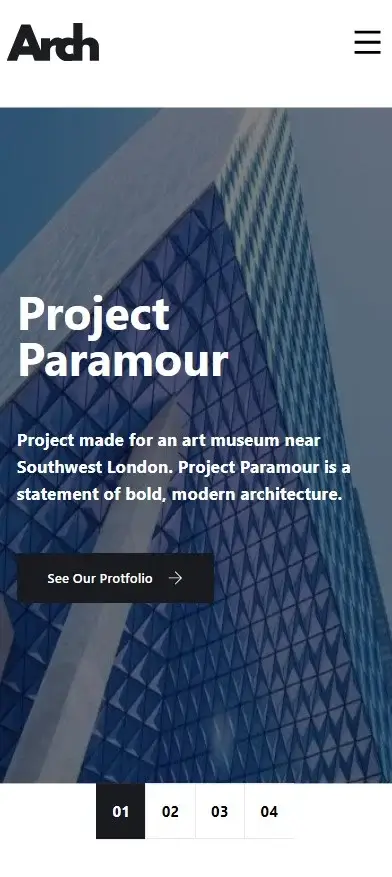 Arch
Project
Paramour
Project made for an art museum near
Southwest London. Project Paramour is a
statement of bold, modern architecture.
See Our Protfolio
01 02 03 04